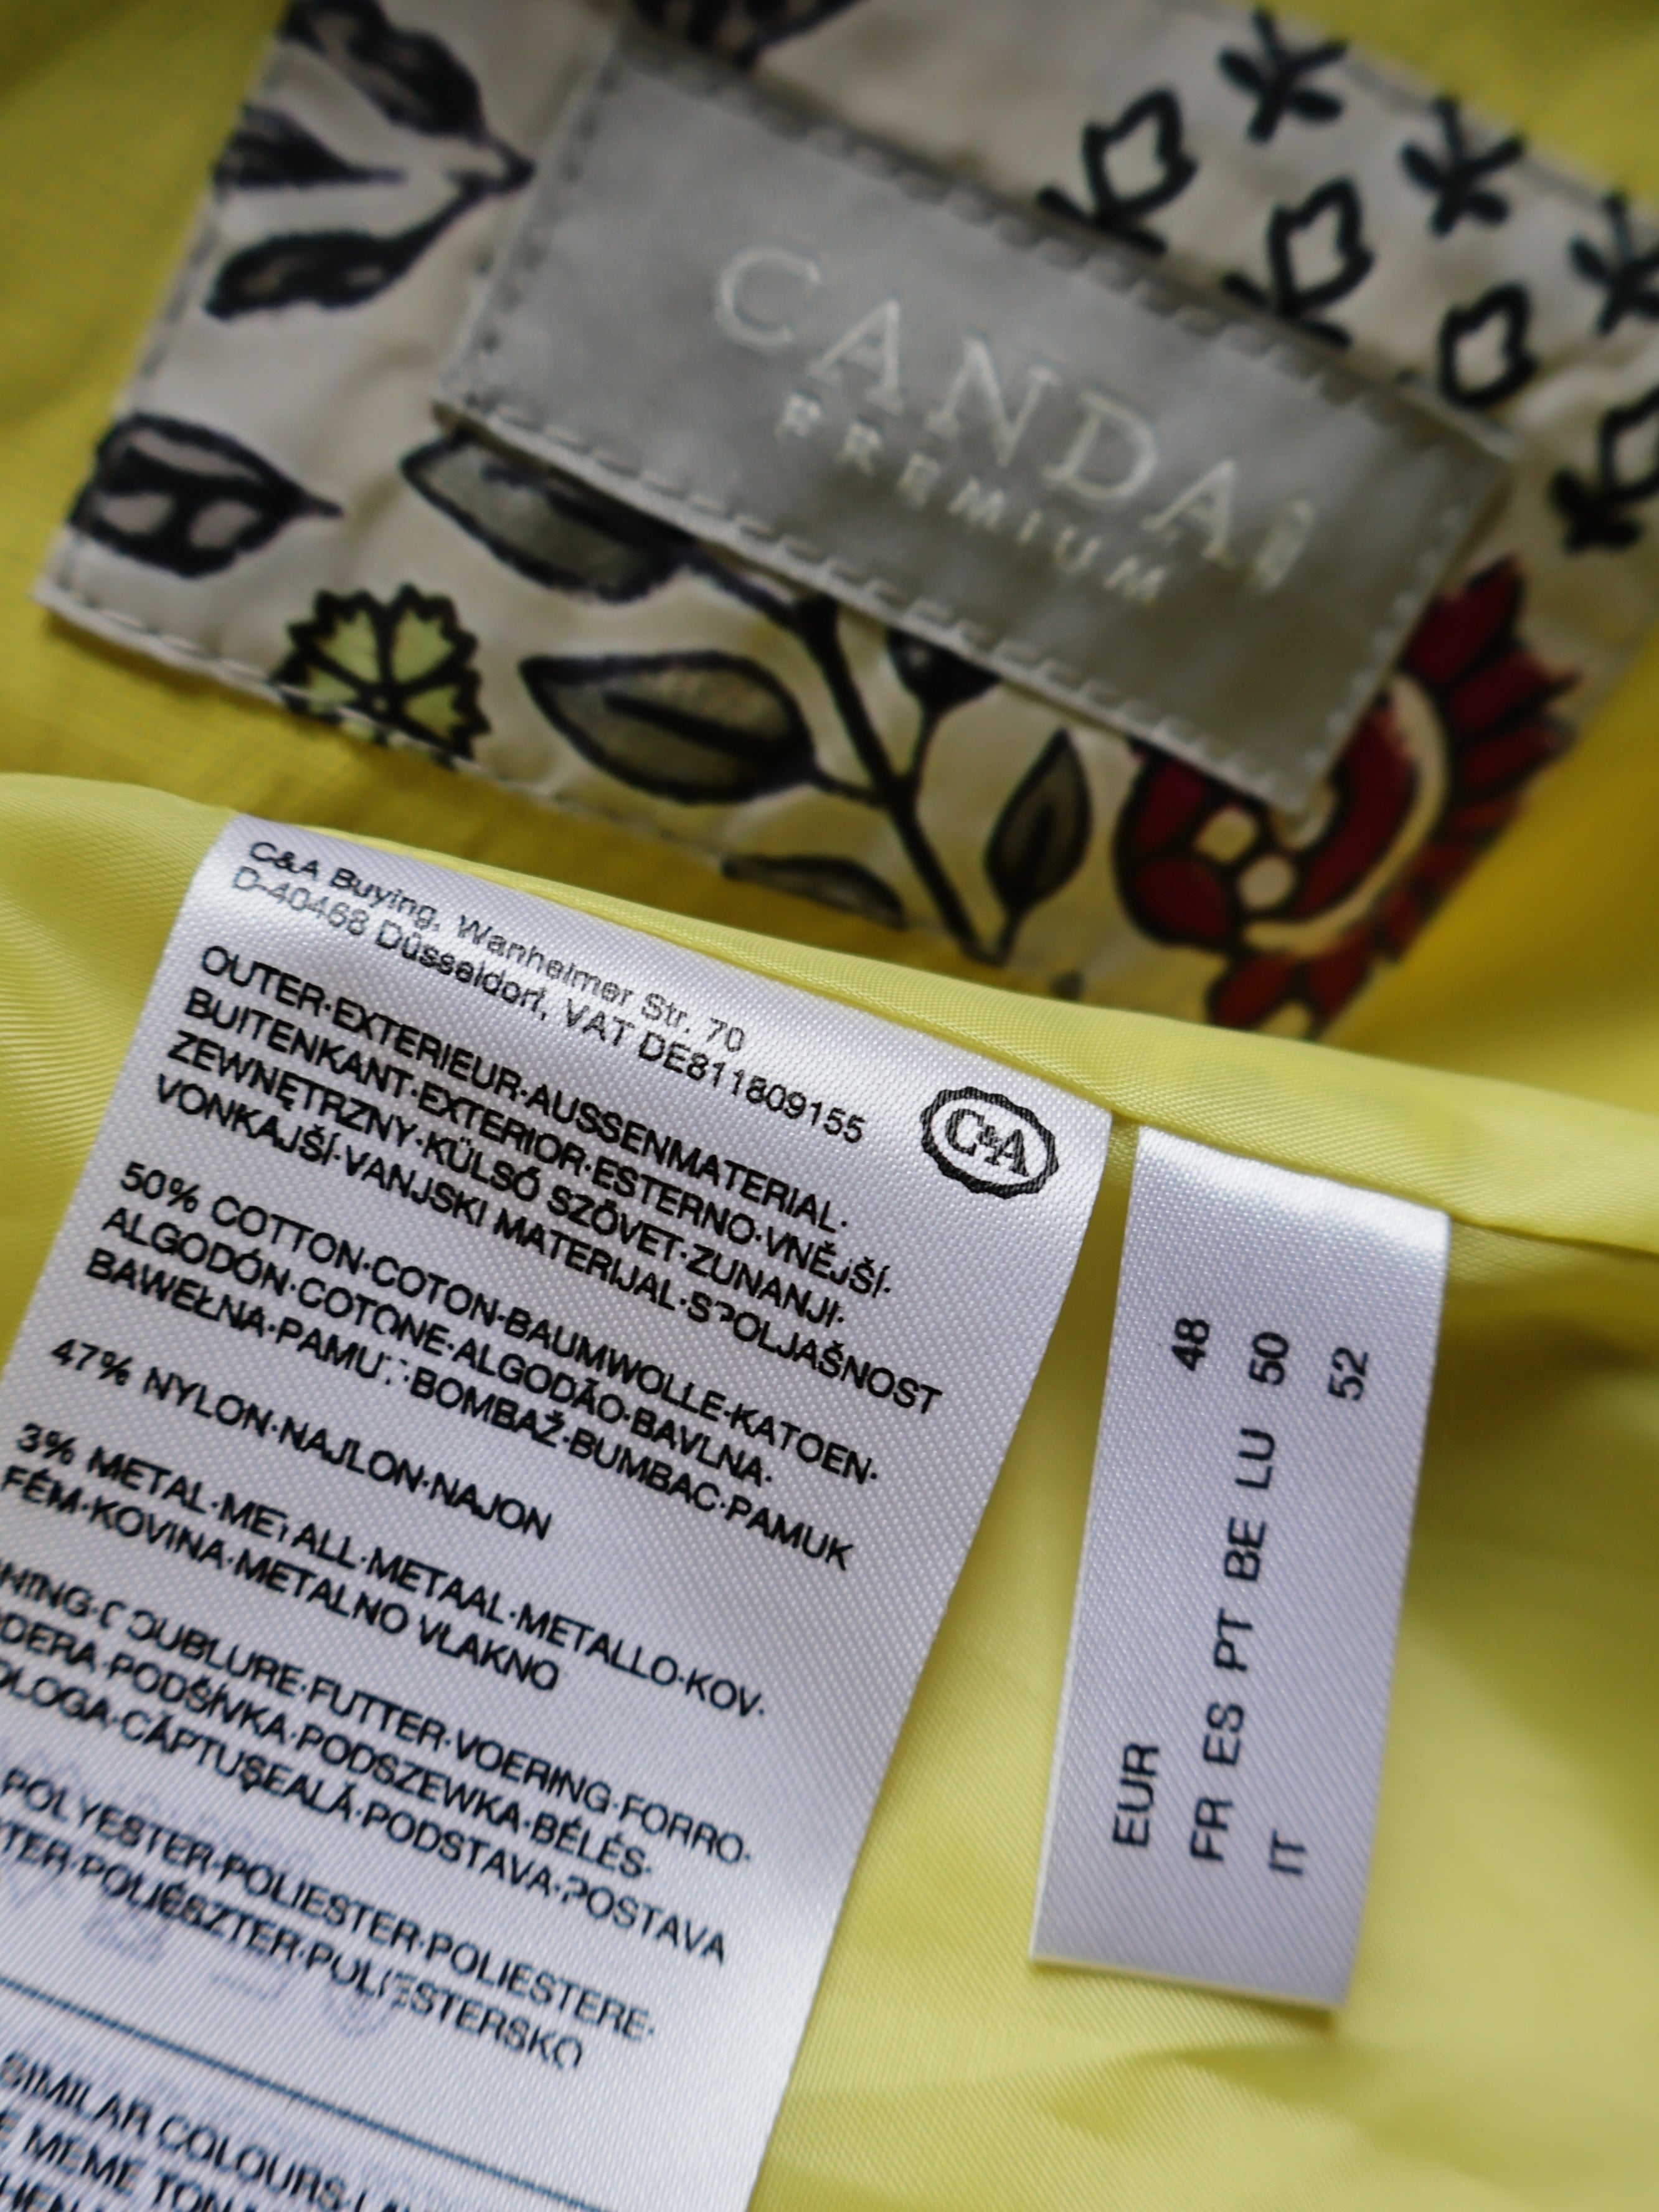 CANDA
PREMIUM
C&A Buying, Wanheimer Str. 70
D-40468 Düsseldorf, VAT DE811809155
C&A
OUTER·EXTERIEUR·AUSSENMATERIAL·
BUITENKANT·EXTERIOR·ESTERNO·VNĚJŠÍ·
ZEWNĘTRZNY·KÜLSŐ SZÖVET·ZUNANJI·
VONKAJŠÍ·VANJSKI MATERIJAL·SPOLJAŠNOST
50% COTTON·COTON·BAUMWOLLE·KATOEN·
ALGODÓN·COTONE·ALGODÃO·BAVLNA·
BAWEŁNA·PAMUT·BOMBAŽ·BUMBAC·PAMUK
47% NYLON·NAJLON·NAJON
3% METAL·METALL·METAAL·METALLO·KOV·
FÉM·KOVINA·METALNO VLAKNO
DOUBLURE·FUTTER·VOERING·FORRO·
PODŠÍVKA·PODSZEWKA·BÉLÉS·
CĂPTUŞEALĂ·PODSTAVA·POSTAVA
POLYESTER·POLIESTER·POLIESTERE·
POLIÉSZTER·POLIESTERSKO
SIMILAR COLOURS
MEME TON
EUR 48
FR ES PT BE LU 50
IT 52